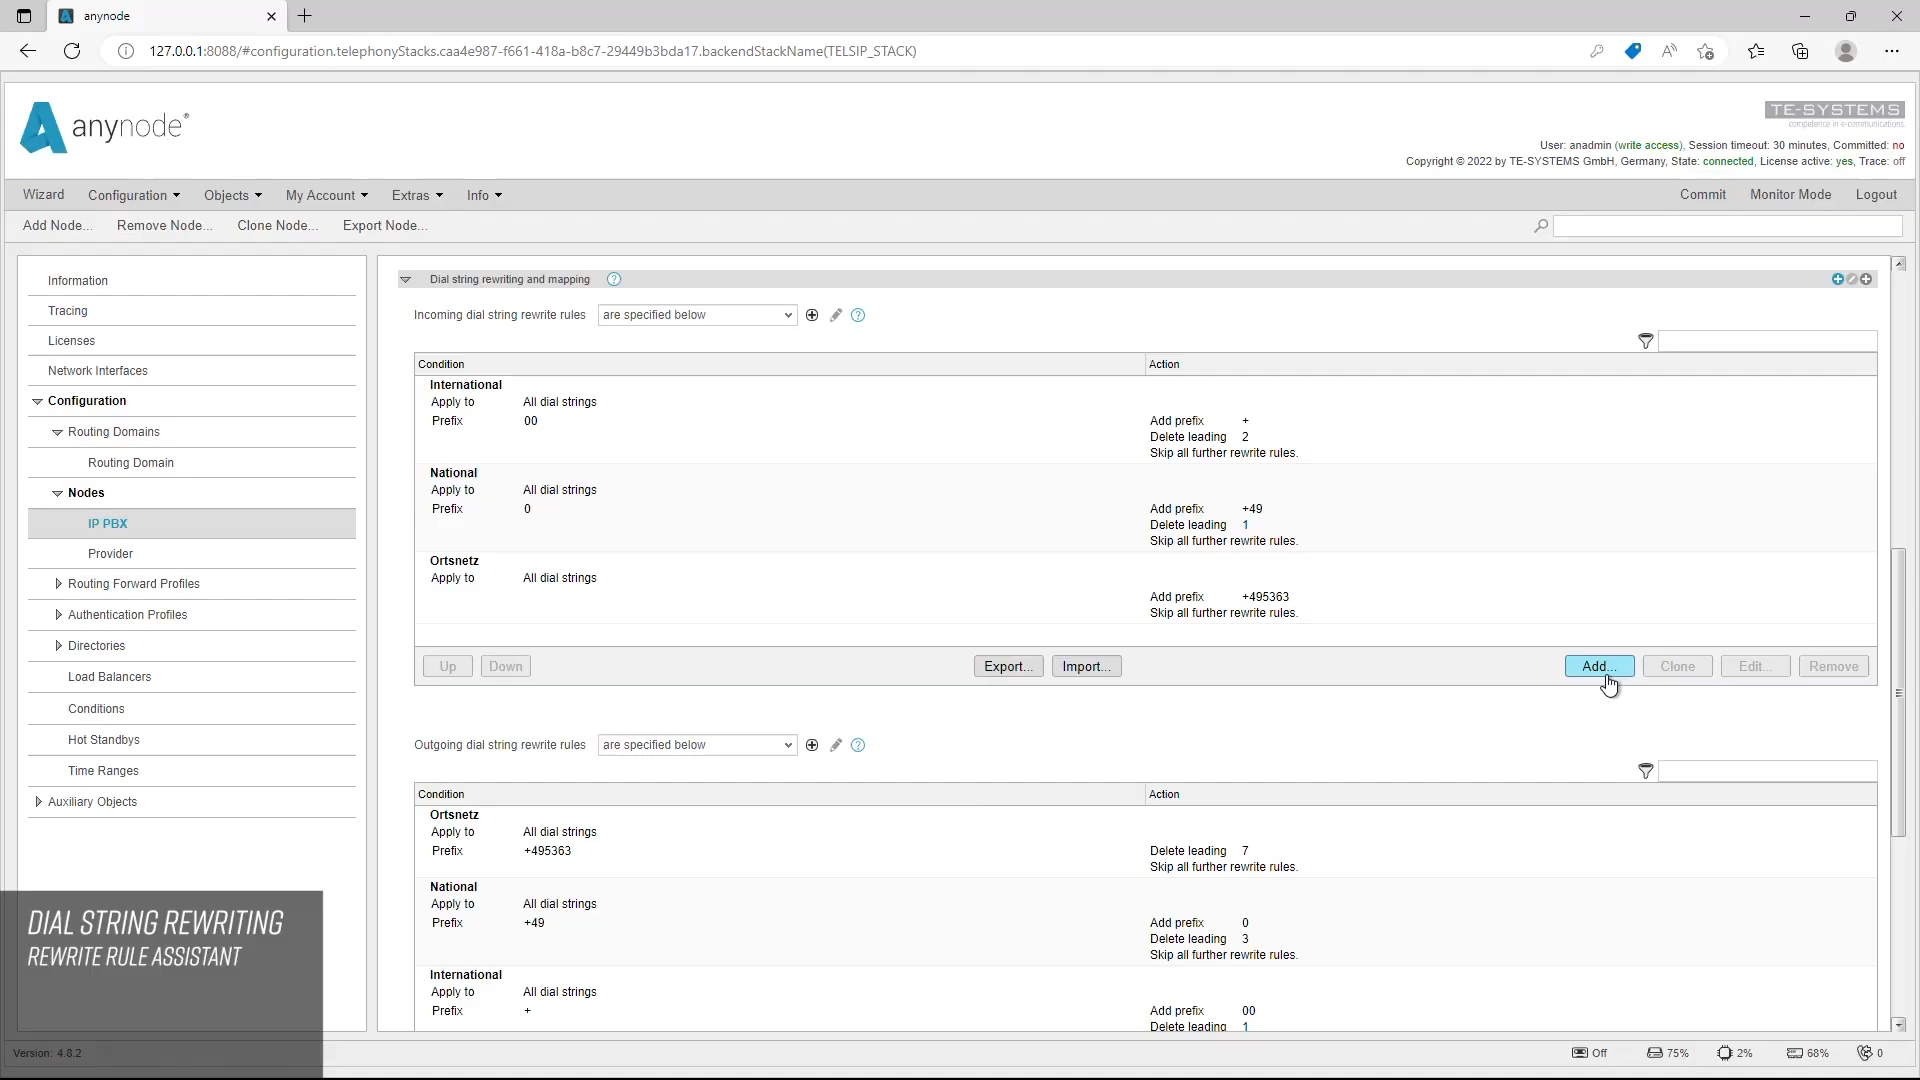 anynode
127.0.0.1:8088/#configuration.telephonyStacks.caa4e987-f661-418a-b8c7-29449b3bda17.backendStackName(TELSIP_STACK)
anynode®
TE-SYSTEMS
competence in e-communications.
User: anadmin (write access), Session timeout: 30 minutes, Committed: no
Copyright © 2022 by TE-SYSTEMS GmbH, Germany, State: connected, License active: yes, Trace: off
Wizard Configuration Objects My Account Extras Info Commit Monitor Mode Logout
Add Node... Remove Node... Clone Node... Export Node...
Information
Tracing
Licenses
Network Interfaces
Configuration
Routing Domains
Routing Domain
Nodes
IP PBX
Provider
Routing Forward Profiles
Authentication Profiles
Directories
Load Balancers
Conditions
Hot Standbys
Time Ranges
Auxiliary Objects
Dial string rewriting and mapping ?
Incoming dial string rewrite rules are specified below ?
Condition Action
International
Apply to All dial strings
Prefix 00 Add prefix +
Delete leading 2
Skip all further rewrite rules.
National
Apply to All dial strings
Prefix 0 Add prefix +49
Delete leading 1
Skip all further rewrite rules.
Ortsnetz
Apply to All dial strings
Add prefix +495363
Skip all further rewrite rules.
Up Down Export... Import... Add... Clone Edit... Remove
Outgoing dial string rewrite rules are specified below ?
Condition Action
Ortsnetz
Apply to All dial strings
Prefix +495363 Delete leading 7
Skip all further rewrite rules.
National
Apply to All dial strings
Prefix +49 Add prefix 0
Delete leading 3
Skip all further rewrite rules.
International
Apply to All dial strings
Prefix + Add prefix 00
Delete leading 1
DIAL STRING REWRITING
REWRITE RULE ASSISTANT
Version: 4.8.2 Off 75% 2% 68% 0